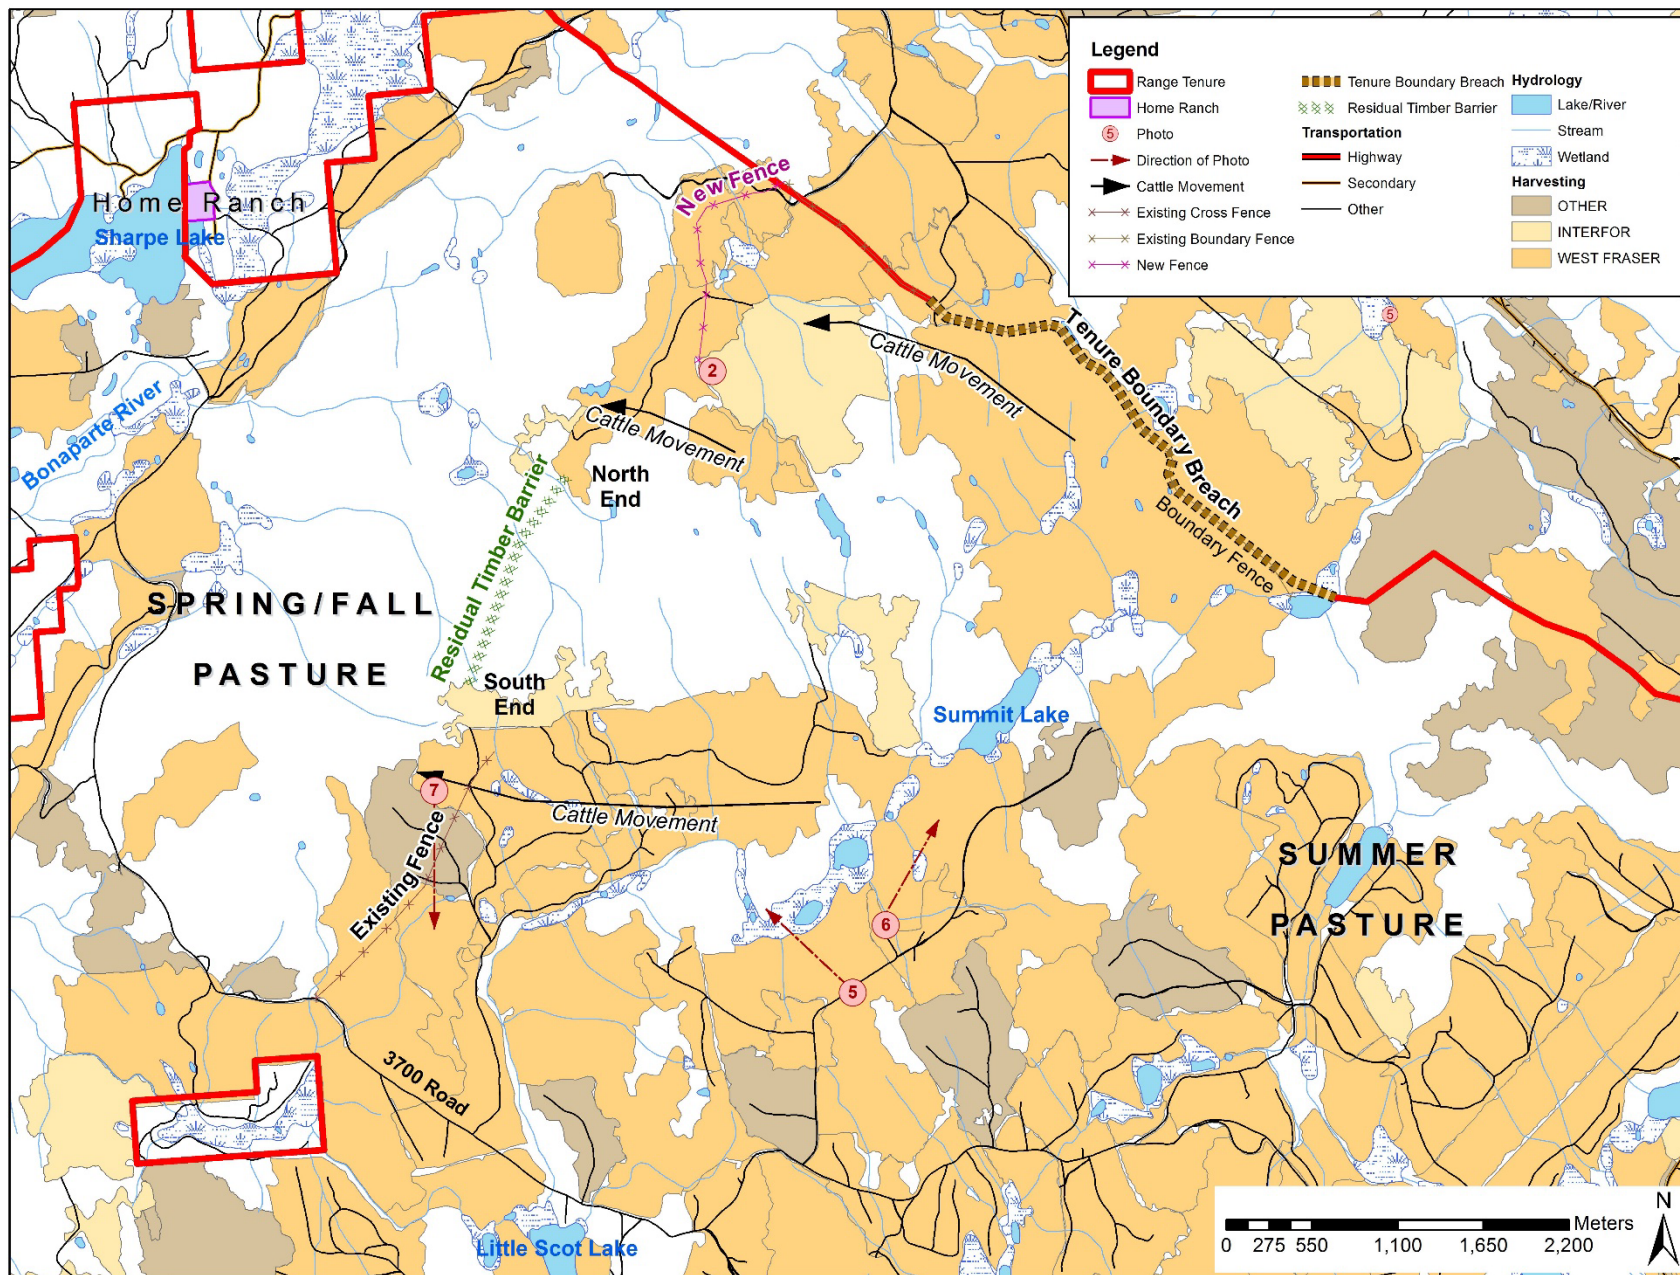 Legend
Range Tenure
Home Ranch
5 Photo
Direction of Photo
Cattle Movement
Existing Cross Fence
Existing Boundary Fence
New Fence
Tenure Boundary Breach
Residual Timber Barrier
Transportation
Highway
Secondary
Other
Hydrology
Lake/River
Stream
Wetland
Harvesting
OTHER
INTERFOR
WEST FRASER
New Fence
Home Ranch
Sharpe Lake
5
Tenure Boundary Breach
Cattle Movement
2
Bonaparte River
Cattle Movement
North
End
Residual Timber Barrier
Boundary Fence
SPRING/FALL
PASTURE
South
End
Summit Lake
7
Cattle Movement
Existing Fence
SUMMER
PASTURE
6
5
3700 Road
Little Scot Lake
N
Meters
0 275 550 1,100 1,650 2,200